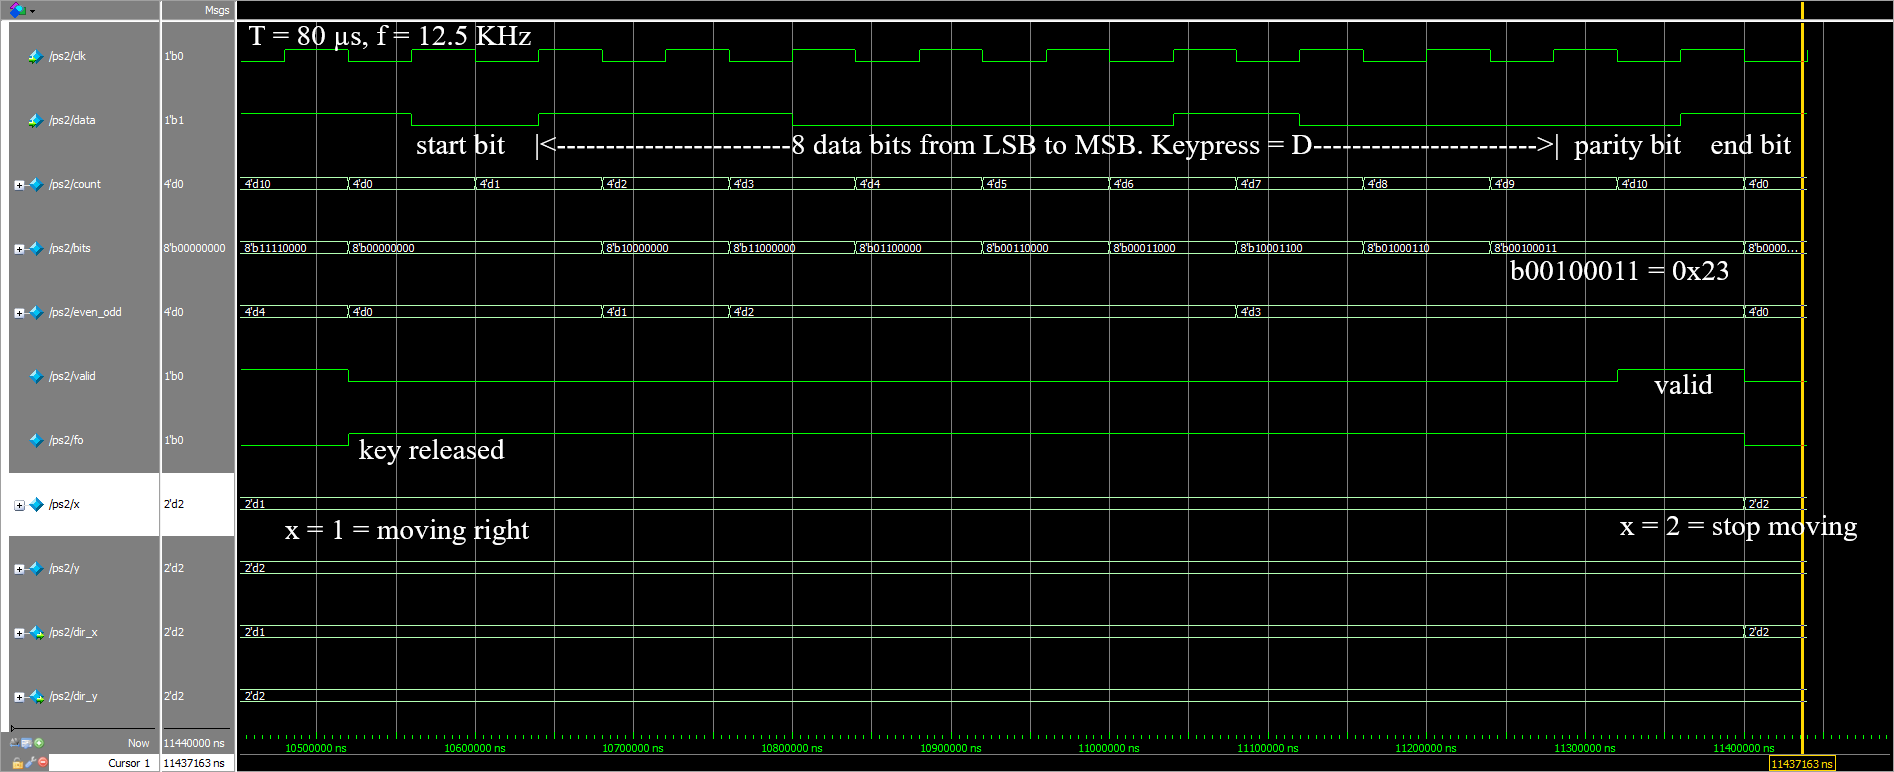 Msgs
T = 80 µs, f = 12.5 KHz
/ps2/clk 1'b0
/ps2/data 1'b1
start bit |<-----------------------8 data bits from LSB to MSB. Keypress = D---------------------->| parity bit end bit
/ps2/count 4'd0 4'd10 4'd0 4'd1 4'd2 4'd3 4'd4 4'd5 4'd6 4'd7 4'd8 4'd9 4'd10 4'd0
/ps2/bits 8'b00000000 8'b11110000 8'b00000000 8'b10000000 8'b11000000 8'b01100000 8'b00110000 8'b00011000 8'b10001100 8'b01000110 8'b00100011 8'b0000...
b00100011 = 0x23
/ps2/even_odd 4'd0 4'd4 4'd0 4'd1 4'd2 4'd3 4'd0
/ps2/valid 1'b0
valid
/ps2/fo 1'b0
key released
/ps2/x 2'd2 2'd1 2'd2
x = 1 = moving right x = 2 = stop moving
/ps2/y 2'd2 2'd2
/ps2/dir_x 2'd2 2'd1 2'd2
/ps2/dir_y 2'd2 2'd2
Now 11440000 ns 10500000 ns 10600000 ns 10700000 ns 10800000 ns 10900000 ns 11000000 ns 11100000 ns 11200000 ns 11300000 ns 11400000 ns
Cursor 1 11437163 ns 11437163 ns